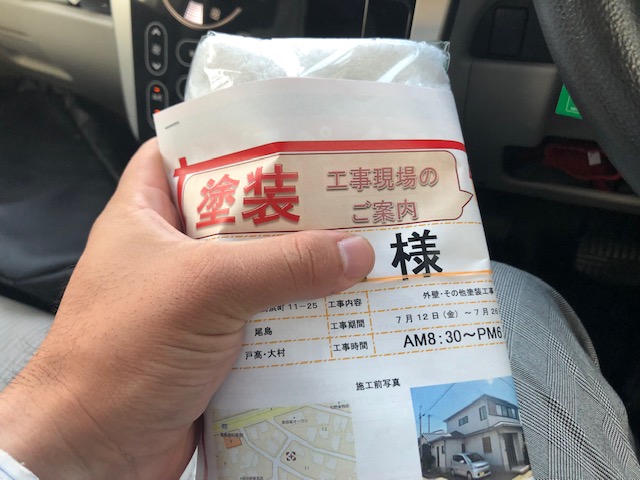 塗装
工事現場の
ご案内
様
浜町11-25 工事内容 外壁・その他塗装工事
尾島 工事期間 7月12日(金)~7月26
戸高・大村 工事時間 AM8:30~PM6
施工前写真